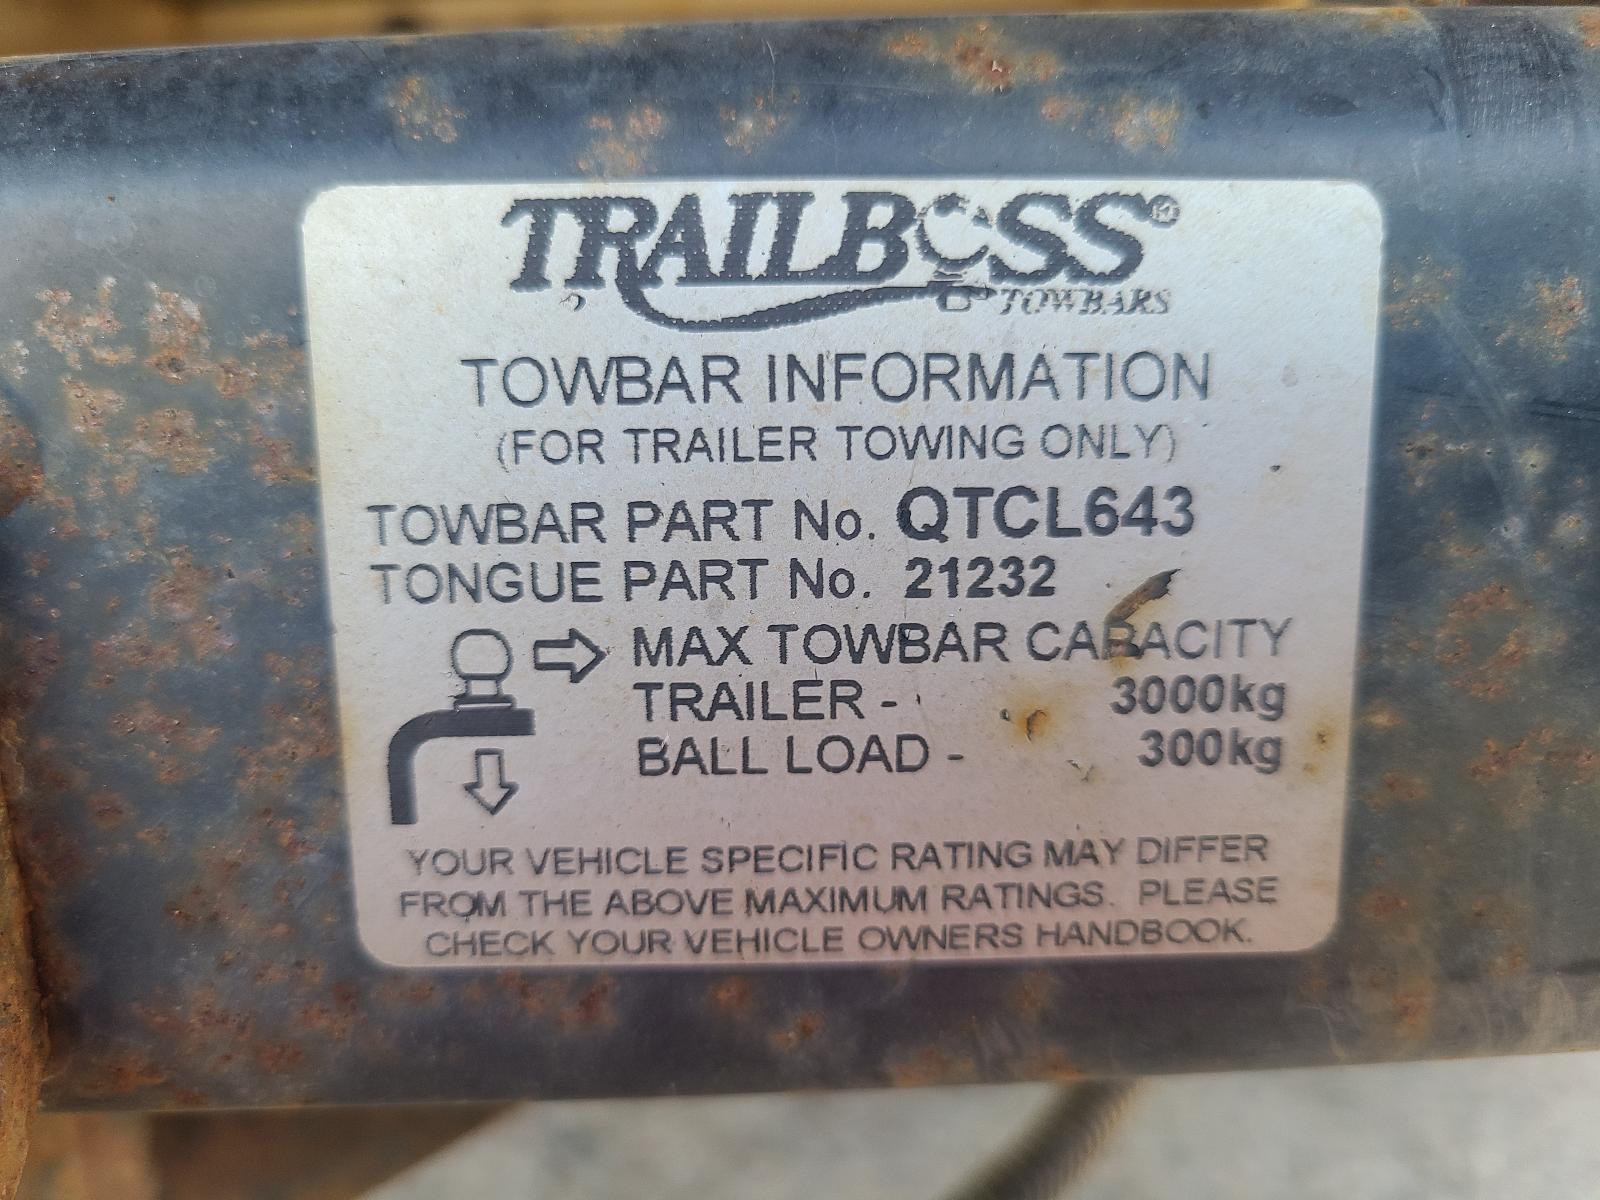 TRAILBOSS®
TOWBARS
TOWBAR INFORMATION
(FOR TRAILER TOWING ONLY)
TOWBAR PART No. QTCL643
TONGUE PART No. 21232
MAX TOWBAR CAPACITY
TRAILER - 3000kg
BALL LOAD - 300kg
YOUR VEHICLE SPECIFIC RATING MAY DIFFER
FROM THE ABOVE MAXIMUM RATINGS. PLEASE
CHECK YOUR VEHICLE OWNERS HANDBOOK.